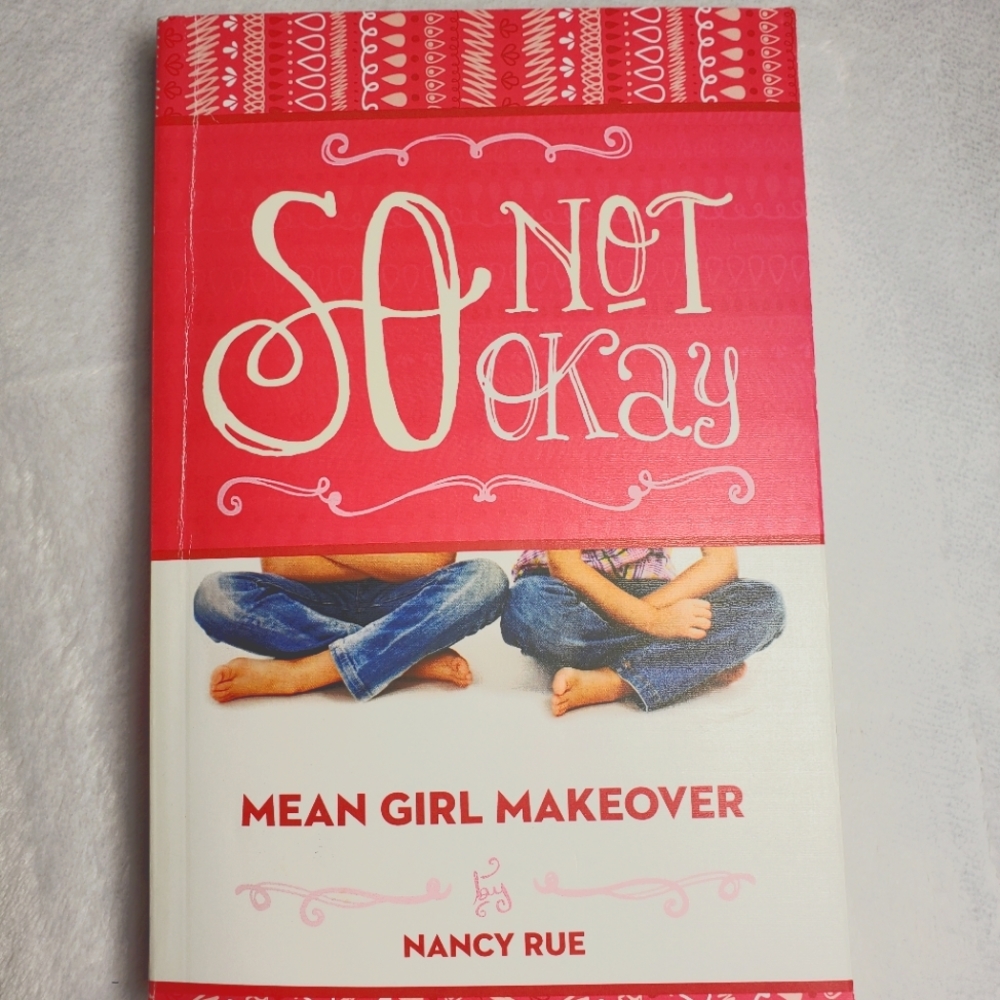 SO NOT
OKay
MEAN GIRL MAKEOVER
by
NANCY RUE